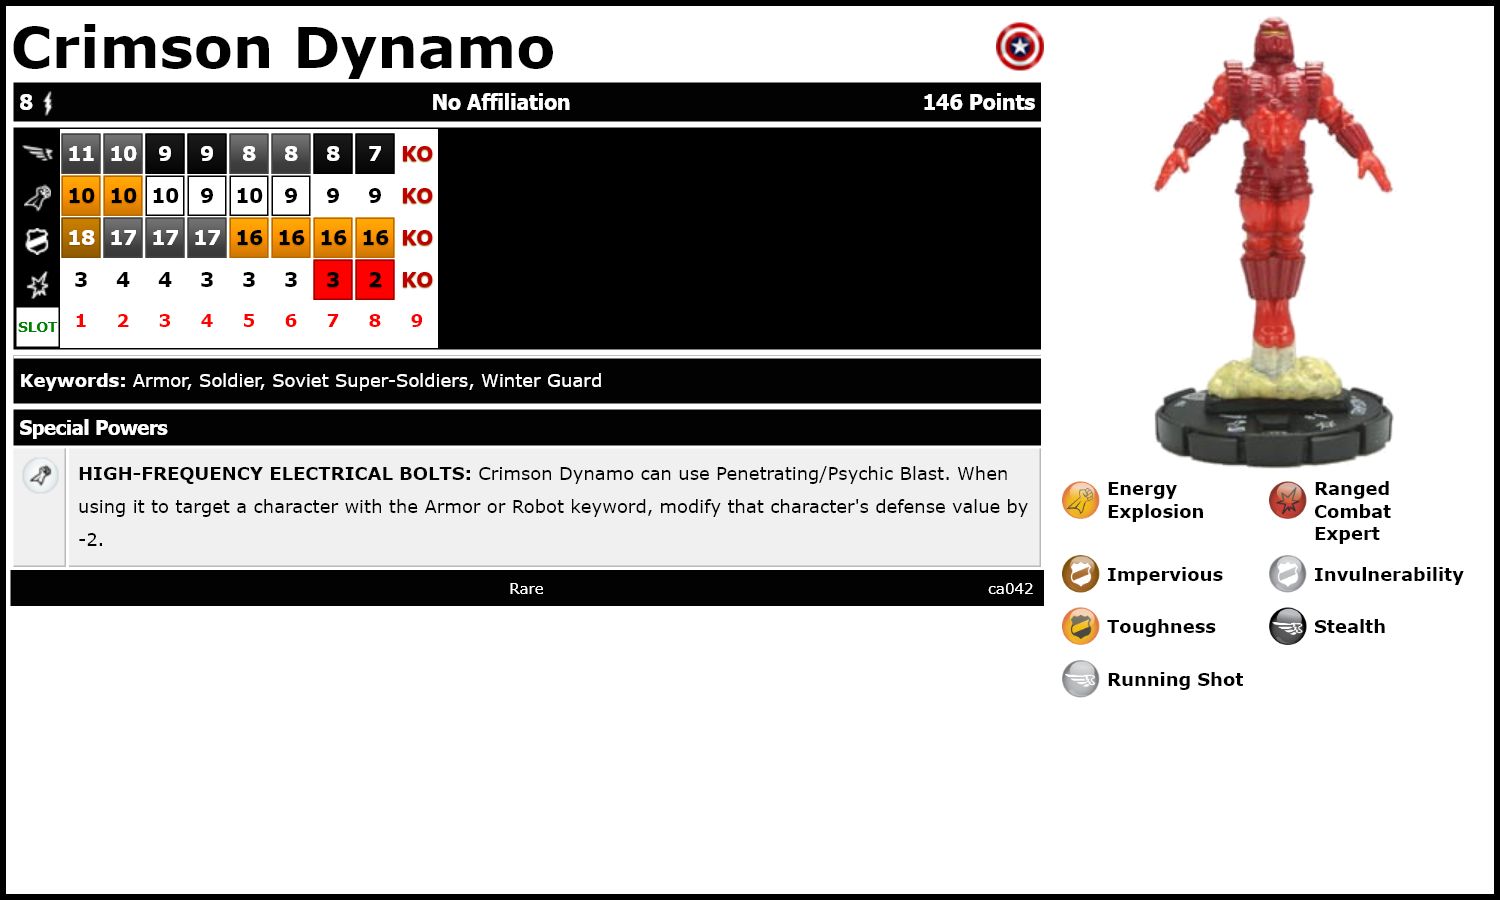 Crimson Dynamo
8 No Affiliation 146 Points
11 10 9 9 8 8 8 7 KO
10 10 10 9 10 9 9 9 KO
18 17 17 17 16 16 16 16 KO
3 4 4 3 3 3 3 2 KO
SLOT 1 2 3 4 5 6 7 8 9
Keywords: Armor, Soldier, Soviet Super-Soldiers, Winter Guard
Special Powers
HIGH-FREQUENCY ELECTRICAL BOLTS: Crimson Dynamo can use Penetrating/Psychic Blast. When
using it to target a character with the Armor or Robot keyword, modify that character's defense value by
-2.
Rare ca042
Energy
Explosion
Ranged
Combat
Expert
Impervious
Invulnerability
Toughness
Stealth
Running Shot